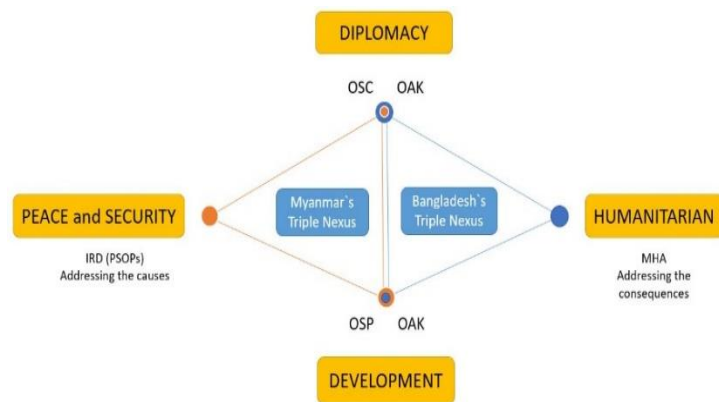 DIPLOMACY
OSC OAK
Myanmar`s
Triple Nexus
Bangladesh`s
Triple Nexus
PEACE and SECURITY
HUMANITARIAN
IRD (PSOPs)
Addressing the causes
MHA
Addressing the
consequences
OSP OAK
DEVELOPMENT